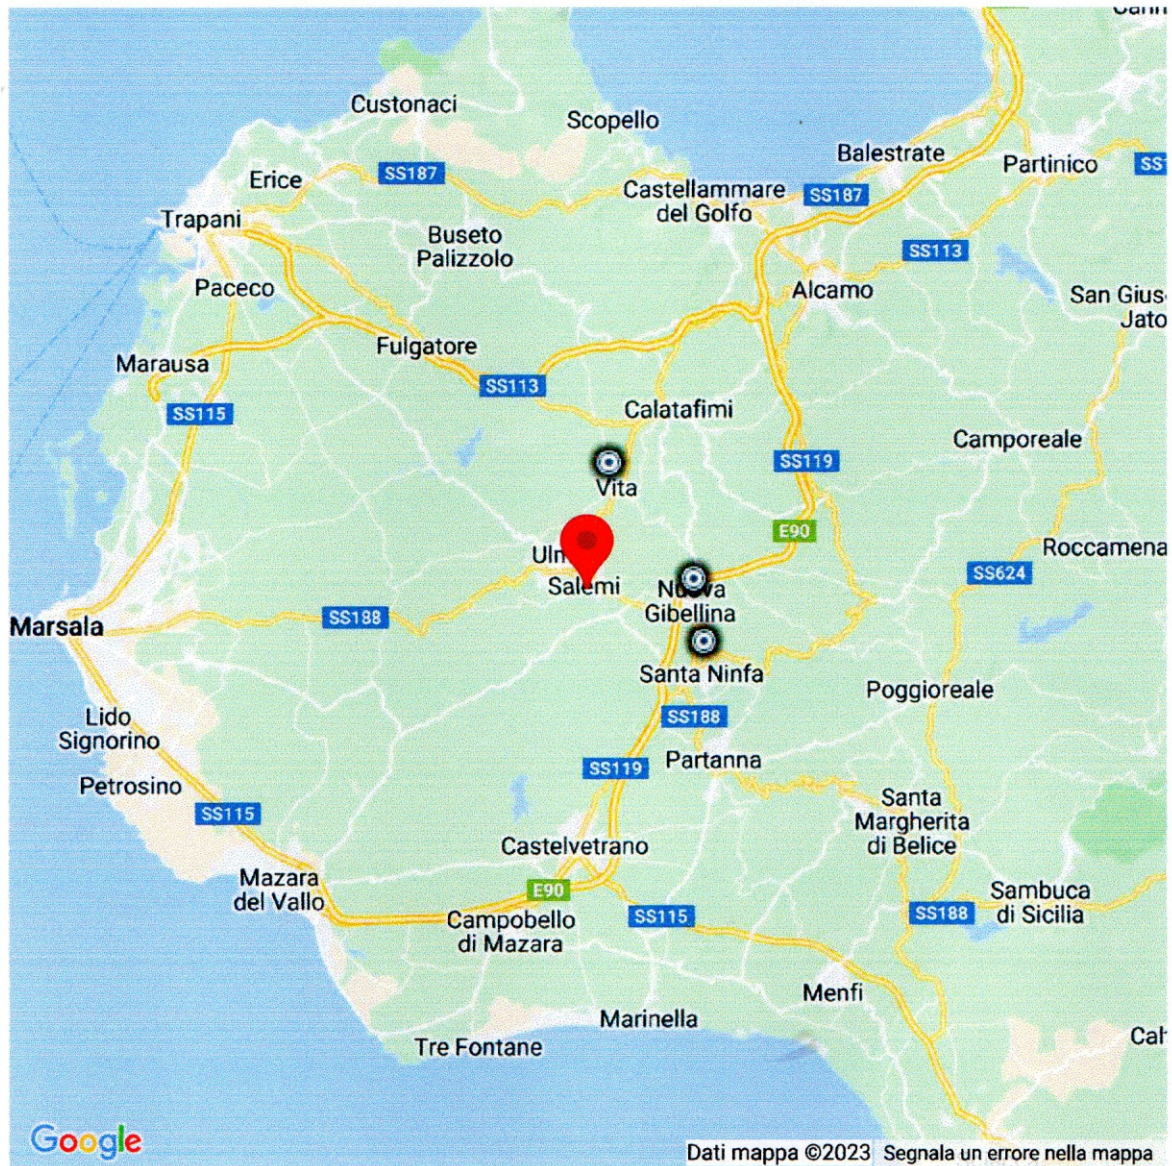 Custonaci
Scopello
Balestrate
Partinico
Erice
SS187
Castellammare
del Golfo
SS187
Trapani
Buseto
Palizzolo
SS113
Paceco
Alcamo
San Gius
Jato
Marausa
Fulgatore
SS113
SS115
Calatafimi
Camporeale
SS119
Vita
E90
Roccamena
Salemi
SS624
Nuova
Gibellina
SS188
Marsala
Santa Ninfa
Poggioreale
SS188
Lido
Signorino
Partanna
SS119
Petrosino
SS115
Santa
Margherita
di Belice
Castelvetrano
Mazara
del Vallo
E90
Sambuca
di Sicilia
SS115
SS188
Campobello
di Mazara
Menfi
Marinella
Tre Fontane
Google
Dati mappa ©2023 Segnala un errore nella mappa